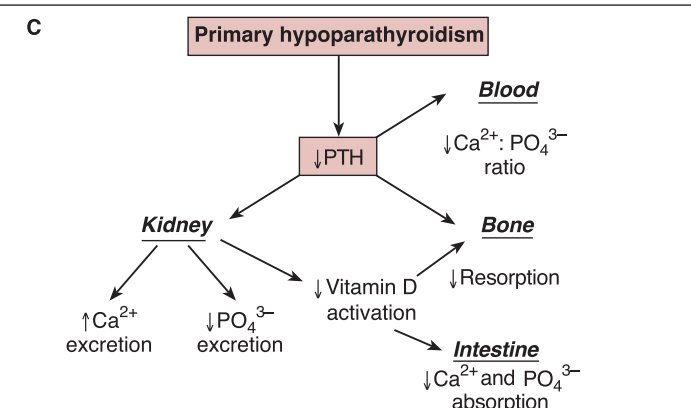 C
Primary hypoparathyroidism
Blood
↓PTH
↓Ca²⁺: PO₄³⁻
ratio
Kidney
Bone
↓Vitamin D
activation
↓Resorption
↑Ca²⁺
excretion
↓PO₄³⁻
excretion
Intestine
↓Ca²⁺ and PO₄³⁻
absorption